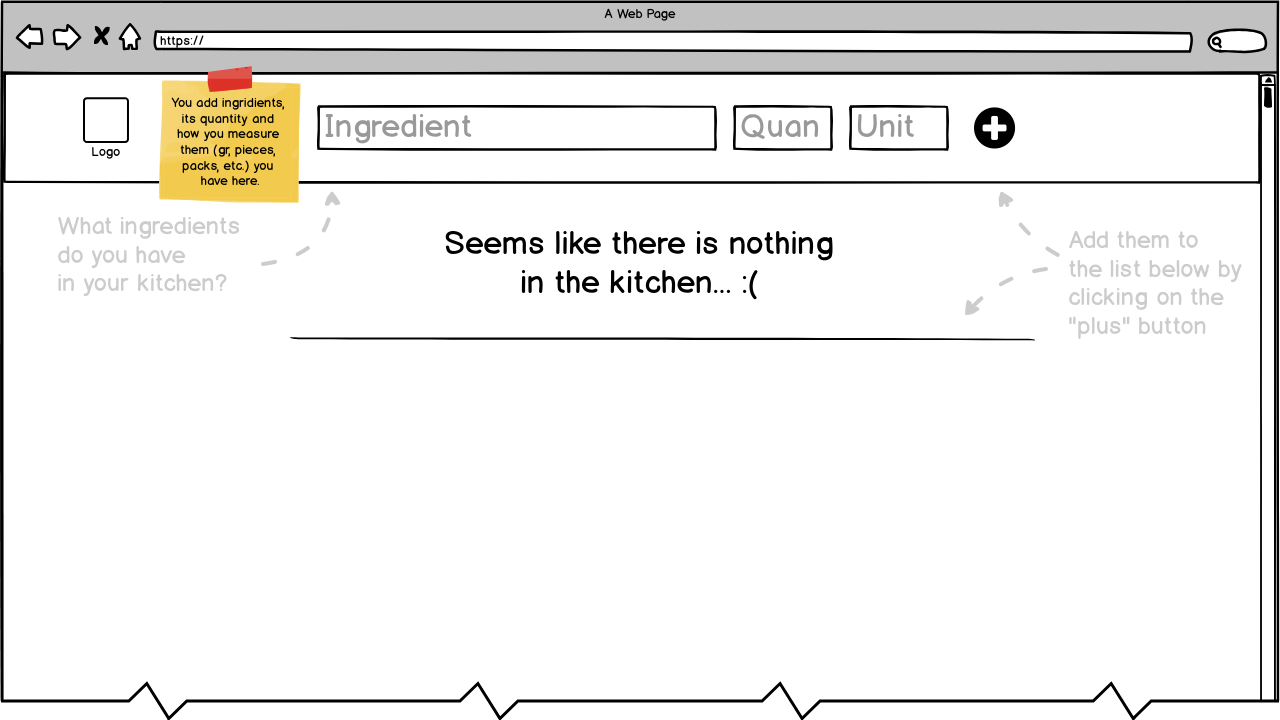 A Web Page
https://
You add ingridients,
its quantity and
how you measure
them (gr, pieces,
packs, etc.) you
have here.
Logo
Ingredient
Quan
Unit
What ingredients
do you have
in your kitchen?
Seems like there is nothing
in the kitchen... :(
Add them to
the list below by
clicking on the
"plus" button